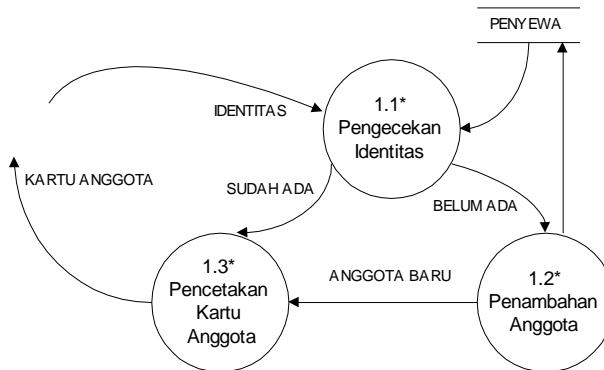 PENYEWA
IDENTITAS
1.1*
Pengecekan
Identitas
KARTU ANGGOTA
SUDAH ADA
BELUM ADA
1.3*
Pencetakan
Kartu
Anggota
ANGGOTA BARU
1.2*
Penambahan
Anggota